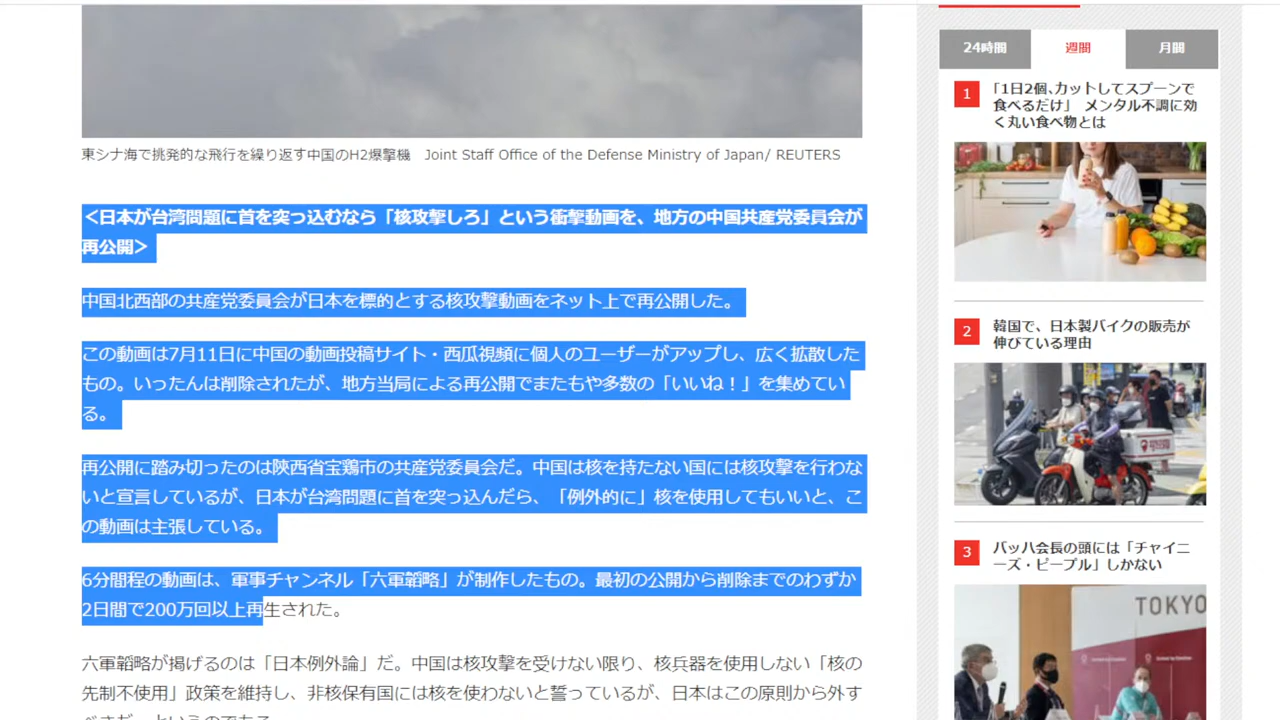 東シナ海で挑発的な飛行を繰り返す中国のH2爆撃機　Joint Staff Office of the Defense Ministry of Japan/ REUTERS
＜日本が台湾問題に首を突っ込むなら「核攻撃しろ」という衝撃動画を、地方の中国共産党委員会が
再公開＞
中国北西部の共産党委員会が日本を標的とする核攻撃動画をネット上で再公開した。
この動画は7月11日に中国の動画投稿サイト・西瓜視頻に個人のユーザーがアップし、広く拡散した
もの。いったんは削除されたが、地方当局による再公開でまたもや多数の「いいね！」を集めてい
る。
再公開に踏み切ったのは陝西省宝鶏市の共産党委員会だ。中国は核を持たない国には核攻撃を行わな
いと宣言しているが、日本が台湾問題に首を突っ込んだら、「例外的に」核を使用してもいいと、こ
の動画は主張している。
6分間程の動画は、軍事チャンネル「六軍韜略」が制作したもの。最初の公開から削除までのわずか
2日間で200万回以上再生された。
六軍韜略が掲げるのは「日本例外論」だ。中国は核攻撃を受けない限り、核兵器を使用しない「核の
先制不使用」政策を維持し、非核保有国には核を使わないと誓っているが、日本はこの原則から外す
べきだ、というのである
24時間
週間
月間
1
「1日2個、カットしてスプーンで
食べるだけ」 メンタル不調に効
く丸い食べ物とは
2
韓国で、日本製バイクの販売が
伸びている理由
3
バッハ会長の頭には「チャイニ
ーズ・ピープル」しかない
TOKYO